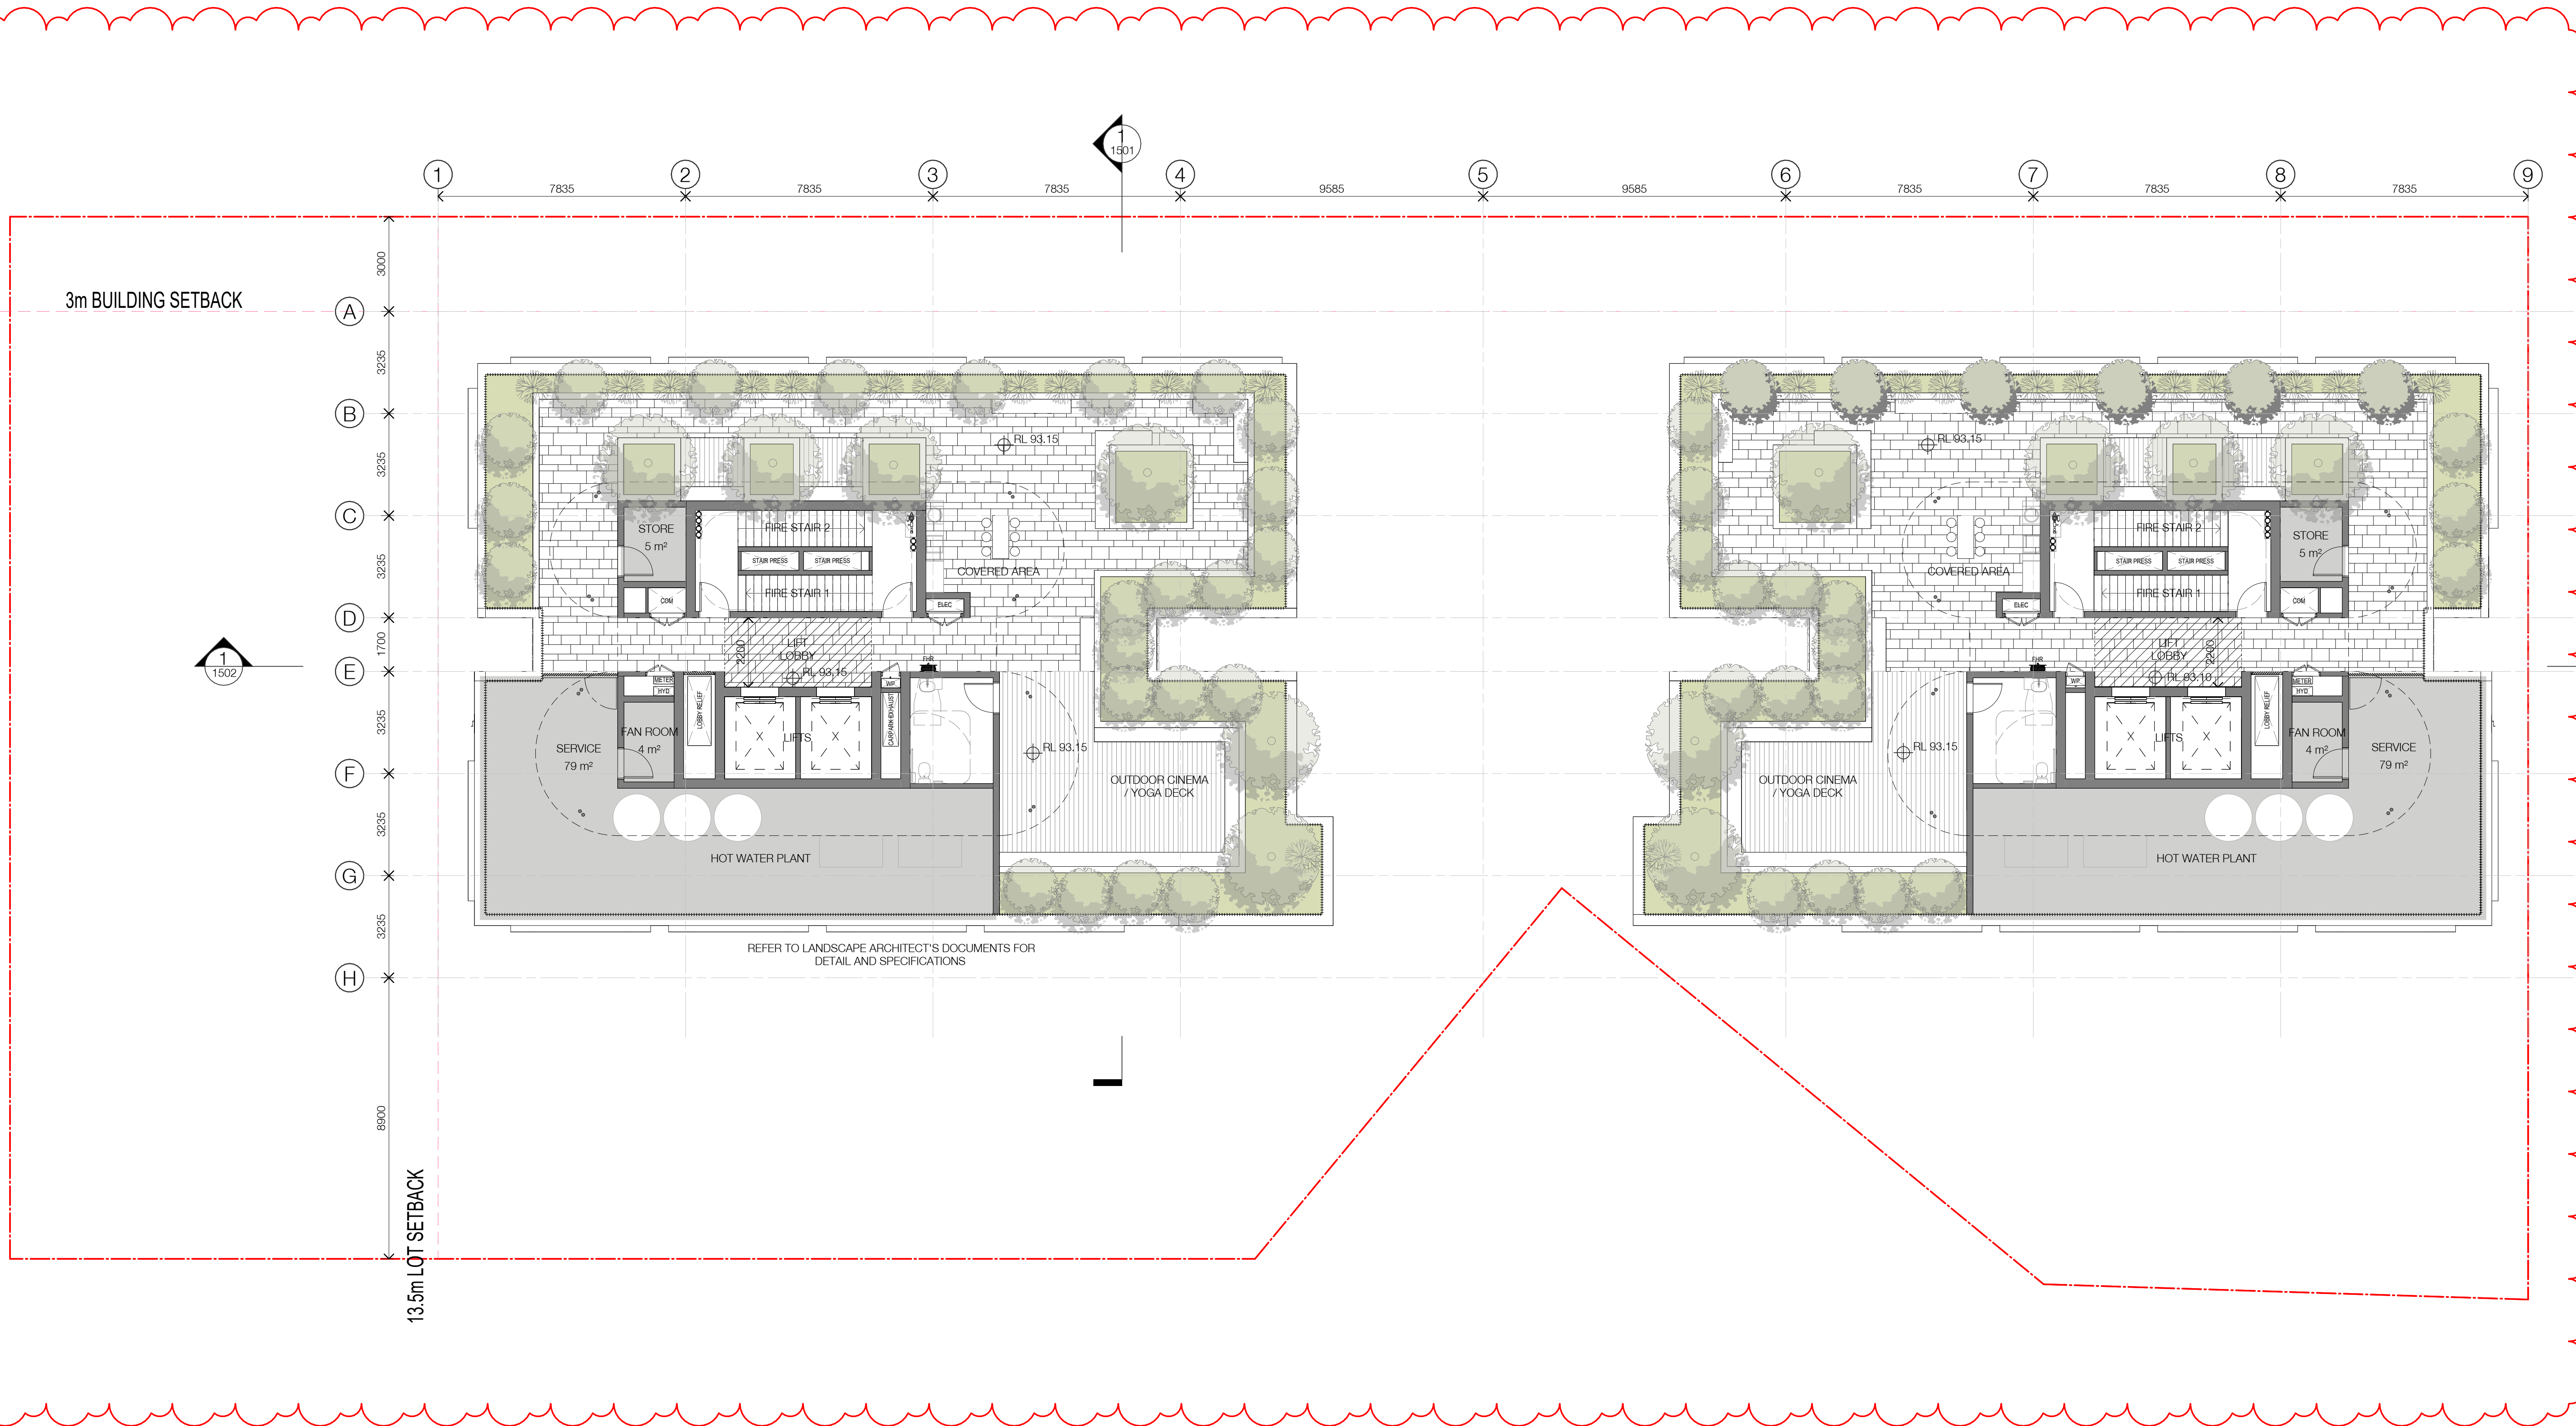 1
1501
1
2
3
4
5
6
7
8
9
7835
7835
7835
9585
9585
7835
7835
7835
3000
3m BUILDING SETBACK
A
3235
B
3235
C
3235
D
1700
E
3235
F
3235
G
3235
H
8900
13.5m LOT SETBACK
1
1502
RL 93.15
STORE
5 m²
FIRE STAIR 2
STAIR PRESS
STAIR PRESS
FIRE STAIR 1
COM
COVERED AREA
ELEC
LIFT
LOBBY
2200
RL 93.15
FHR
METER
HYD
LOBBY RELIEF
WP
CARPARK EXHAUST
FAN ROOM
4 m²
SERVICE
79 m²
X
LIFTS
X
RL 93.15
OUTDOOR CINEMA
/ YOGA DECK
HOT WATER PLANT
REFER TO LANDSCAPE ARCHITECT'S DOCUMENTS FOR
DETAIL AND SPECIFICATIONS
RL 93.15
FIRE STAIR 2
STORE
5 m²
STAIR PRESS
STAIR PRESS
COVERED AREA
FIRE STAIR 1
ELEC
COM
LIFT
LOBBY
2200
RL 93.10
FHR
WP
METER
HYD
LOBBY RELIEF
FAN ROOM
4 m²
X
LIFTS
X
SERVICE
79 m²
RL 93.15
OUTDOOR CINEMA
/ YOGA DECK
HOT WATER PLANT